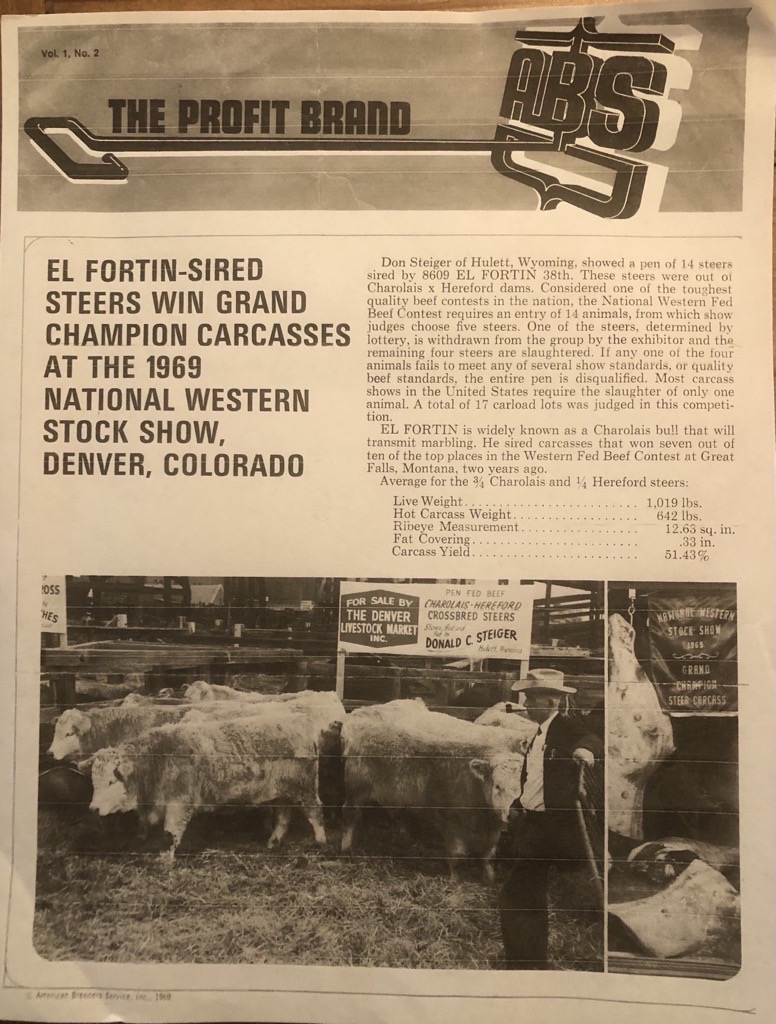 Vol. 1, No. 2
THE PROFIT BRAND
ABS
EL FORTIN-SIRED
STEERS WIN GRAND
CHAMPION CARCASSES
AT THE 1969
NATIONAL WESTERN
STOCK SHOW,
DENVER, COLORADO
Don Steiger of Hulett, Wyoming, showed a pen of 14 steers
sired by 8609 EL FORTIN 38th. These steers were out of
Charolais x Hereford dams. Considered one of the toughest
quality beef contests in the nation, the National Western Fed
Beef Contest requires an entry of 14 animals, from which show
judges choose five steers. One of the steers, determined by
lottery, is withdrawn from the group by the exhibitor and the
remaining four steers are slaughtered. If any one of the four
animals fails to meet any of several show standards, or quality
beef standards, the entire pen is disqualified. Most carcass
shows in the United States require the slaughter of only one
animal. A total of 17 carload lots was judged in this competi-
tion.
EL FORTIN is widely known as a Charolais bull that will
transmit marbling. He sired carcasses that won seven out of
ten of the top places in the Western Fed Beef Contest at Great
Falls, Montana, two years ago.
Average for the ¾ Charolais and ¼ Hereford steers:
Live Weight........................ 1,019 lbs.
Hot Carcass Weight................. 642 lbs.
Ribeye Measurement................. 12.63 sq. in.
Fat Covering....................... .33 in.
Carcass Yield...................... 51.43%
OSS
HES
FOR SALE BY
THE DENVER
LIVESTOCK MARKET
INC.
PEN FED BEEF
CHAROLAIS-HEREFORD
CROSSBRED STEERS
DONALD C. STEIGER
Hulett, Wyoming
NATIONAL WESTERN
STOCK SHOW
1969
GRAND
CHAMPION
STEER CARCASS
© American Breeders Service, Inc., 1969